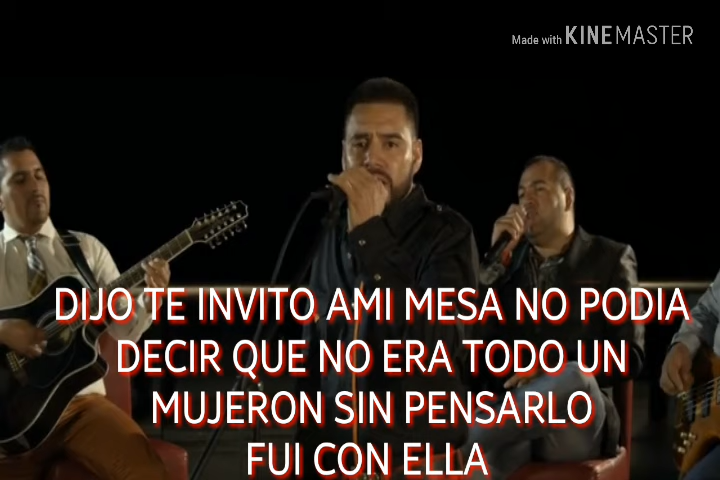 Made with KINEMASTER
DIJO TE INVITO AMI MESA NO PODIA
DECIR QUE NO ERA TODO UN
MUJERON SIN PENSARLO
FUI CON ELLA